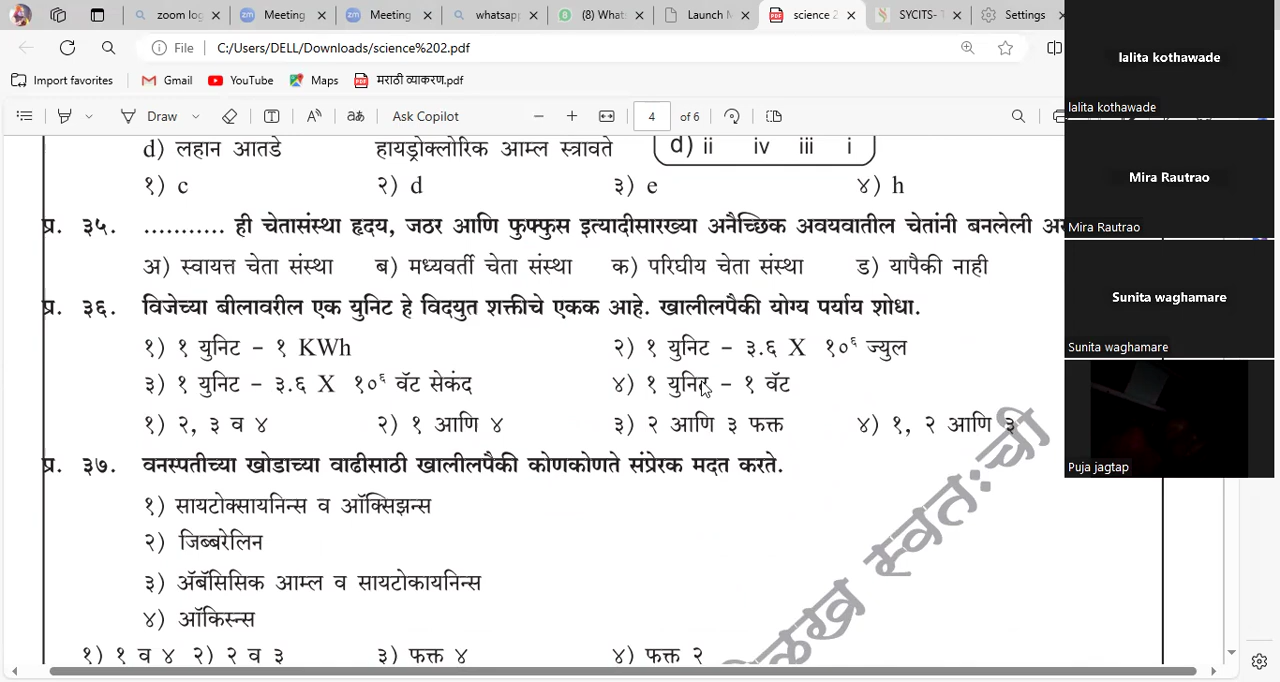 zoom log
Meeting
Meeting
whatsapp
(8) What
Launch M
science 2
SYCITS- T
Settings
File C:/Users/DELL/Downloads/science%202.pdf
Import favorites Gmail YouTube Maps मराठी व्याकरण.pdf
Draw Ask Copilot 4 of 6
lalita kothawade
lalita kothawade
Mira Rautrao
Mira Rautrao
Sunita waghamare
Sunita waghamare
Puja jagtap
d) लहान आतडे हायड्रोक्लोरिक आम्ल स्त्रावते d) ii iv iii i
१) c २) d ३) e ४) h
प्र. ३५. ........... ही चेतासंस्था हृदय, जठर आणि फुफ्फुस इत्यादीसारख्या अनैच्छिक अवयवातील चेतांनी बनलेली
अ) स्वायत्त चेता संस्था ब) मध्यवर्ती चेता संस्था क) परिघीय चेता संस्था ड) यापैकी नाही
प्र. ३६. विजेच्या बीलावरील एक युनिट हे विदयुत शक्तीचे एकक आहे. खालीलपैकी योग्य पर्याय शोधा.
१) १ युनिट – १ KWh २) १ युनिट – ३.६ X १०६ ज्युल
३) १ युनिट – ३.६ X १०६ वॅट सेकंद ४) १ युनिट – १ वॅट
१) २, ३ व ४ २) १ आणि ४ ३) २ आणि ३ फक्त ४) १, २ आणि ३
प्र. ३७. वनस्पतीच्या खोडाच्या वाढीसाठी खालीलपैकी कोणकोणते संप्रेरक मदत करते.
१) सायटोक्सायनिन्स व ऑक्सिझन्स
२) जिब्बरेलिन
३) ॲबॅसिसिक आम्ल व सायटोकायनिन्स
४) ऑकिस्न्स
१) १ व ४ २) २ व ३ ३) फक्त ४ ४) फक्त २
स्वत:ची